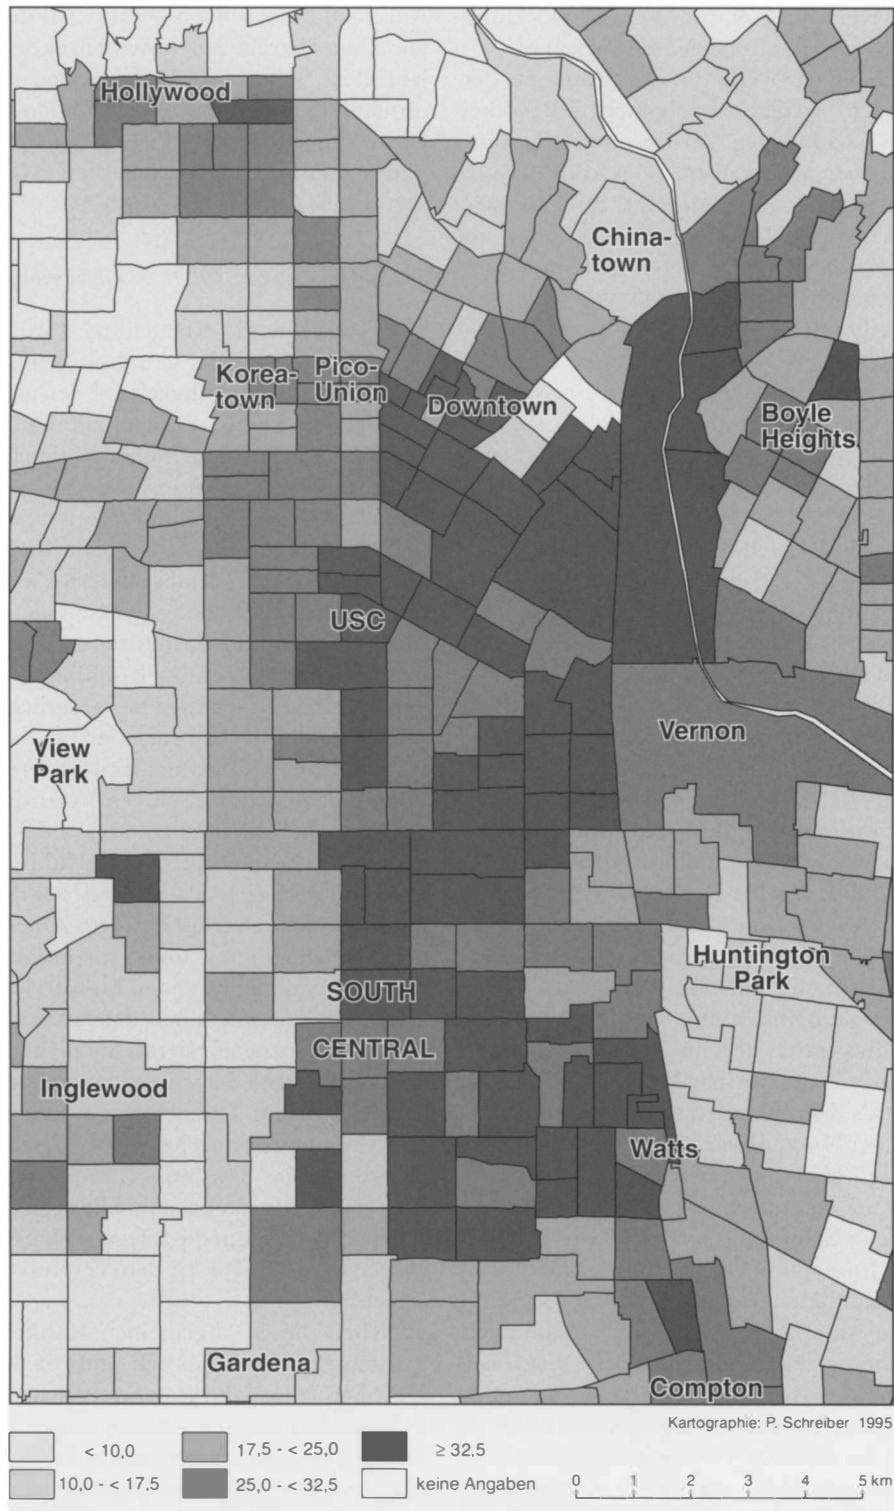 Hollywood
China-
town
Korea-
town
Pico-
Union
Downtown
Boyle
Heights
USC
View
Park
Vernon
Huntington
Park
SOUTH
CENTRAL
Inglewood
Watts
Gardena
Compton
Kartographie: P. Schreiber 1995
< 10,0
17,5 - < 25,0
≥ 32,5
10,0 - < 17,5
25,0 - < 32,5
keine Angaben
0 1 2 3 4 5 km